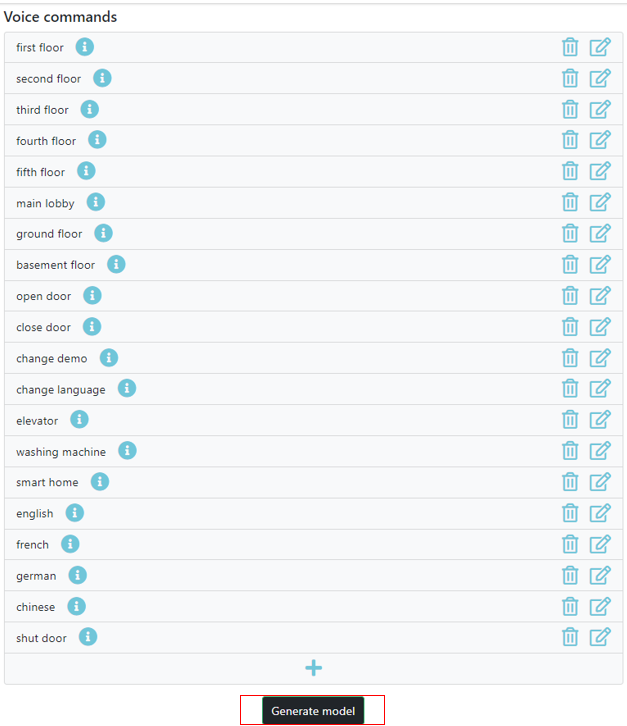 Voice commands
first floor
second floor
third floor
fourth floor
fifth floor
main lobby
ground floor
basement floor
open door
close door
change demo
change language
elevator
washing machine
smart home
english
french
german
chinese
shut door
Generate model